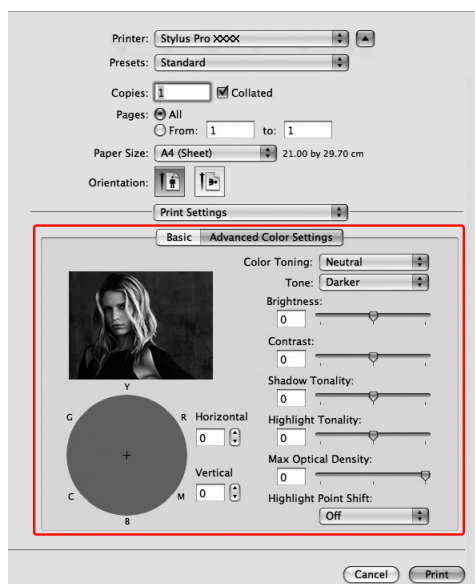 Printer: Stylus Pro XXXX
Presets: Standard
Copies: 1 Collated
Pages: All
From: 1 to: 1
Paper Size: A4 (Sheet) 21.00 by 29.70 cm
Orientation:
Print Settings
Basic Advanced Color Settings
Color Toning: Neutral
Tone: Darker
Brightness:
0
Contrast:
0
Shadow Tonality:
0
Highlight Tonality:
0
Max Optical Density:
0
Highlight Point Shift:
Off
Y
G R
C M
B
Horizontal
0
Vertical
0
Cancel Print